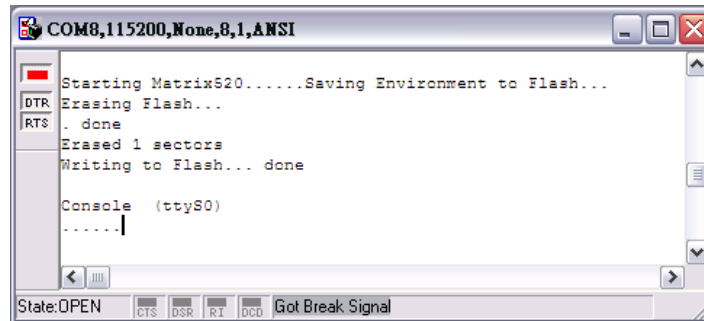 COM8,115200,None,8,1,ANSI
Starting Matrix520......Saving Environment to Flash...
DTR
Erasing Flash...
RTS
. done
Erased 1 sectors
Writing to Flash... done
Console (ttyS0)
......
State:OPEN CTS DSR RI DCD Got Break Signal